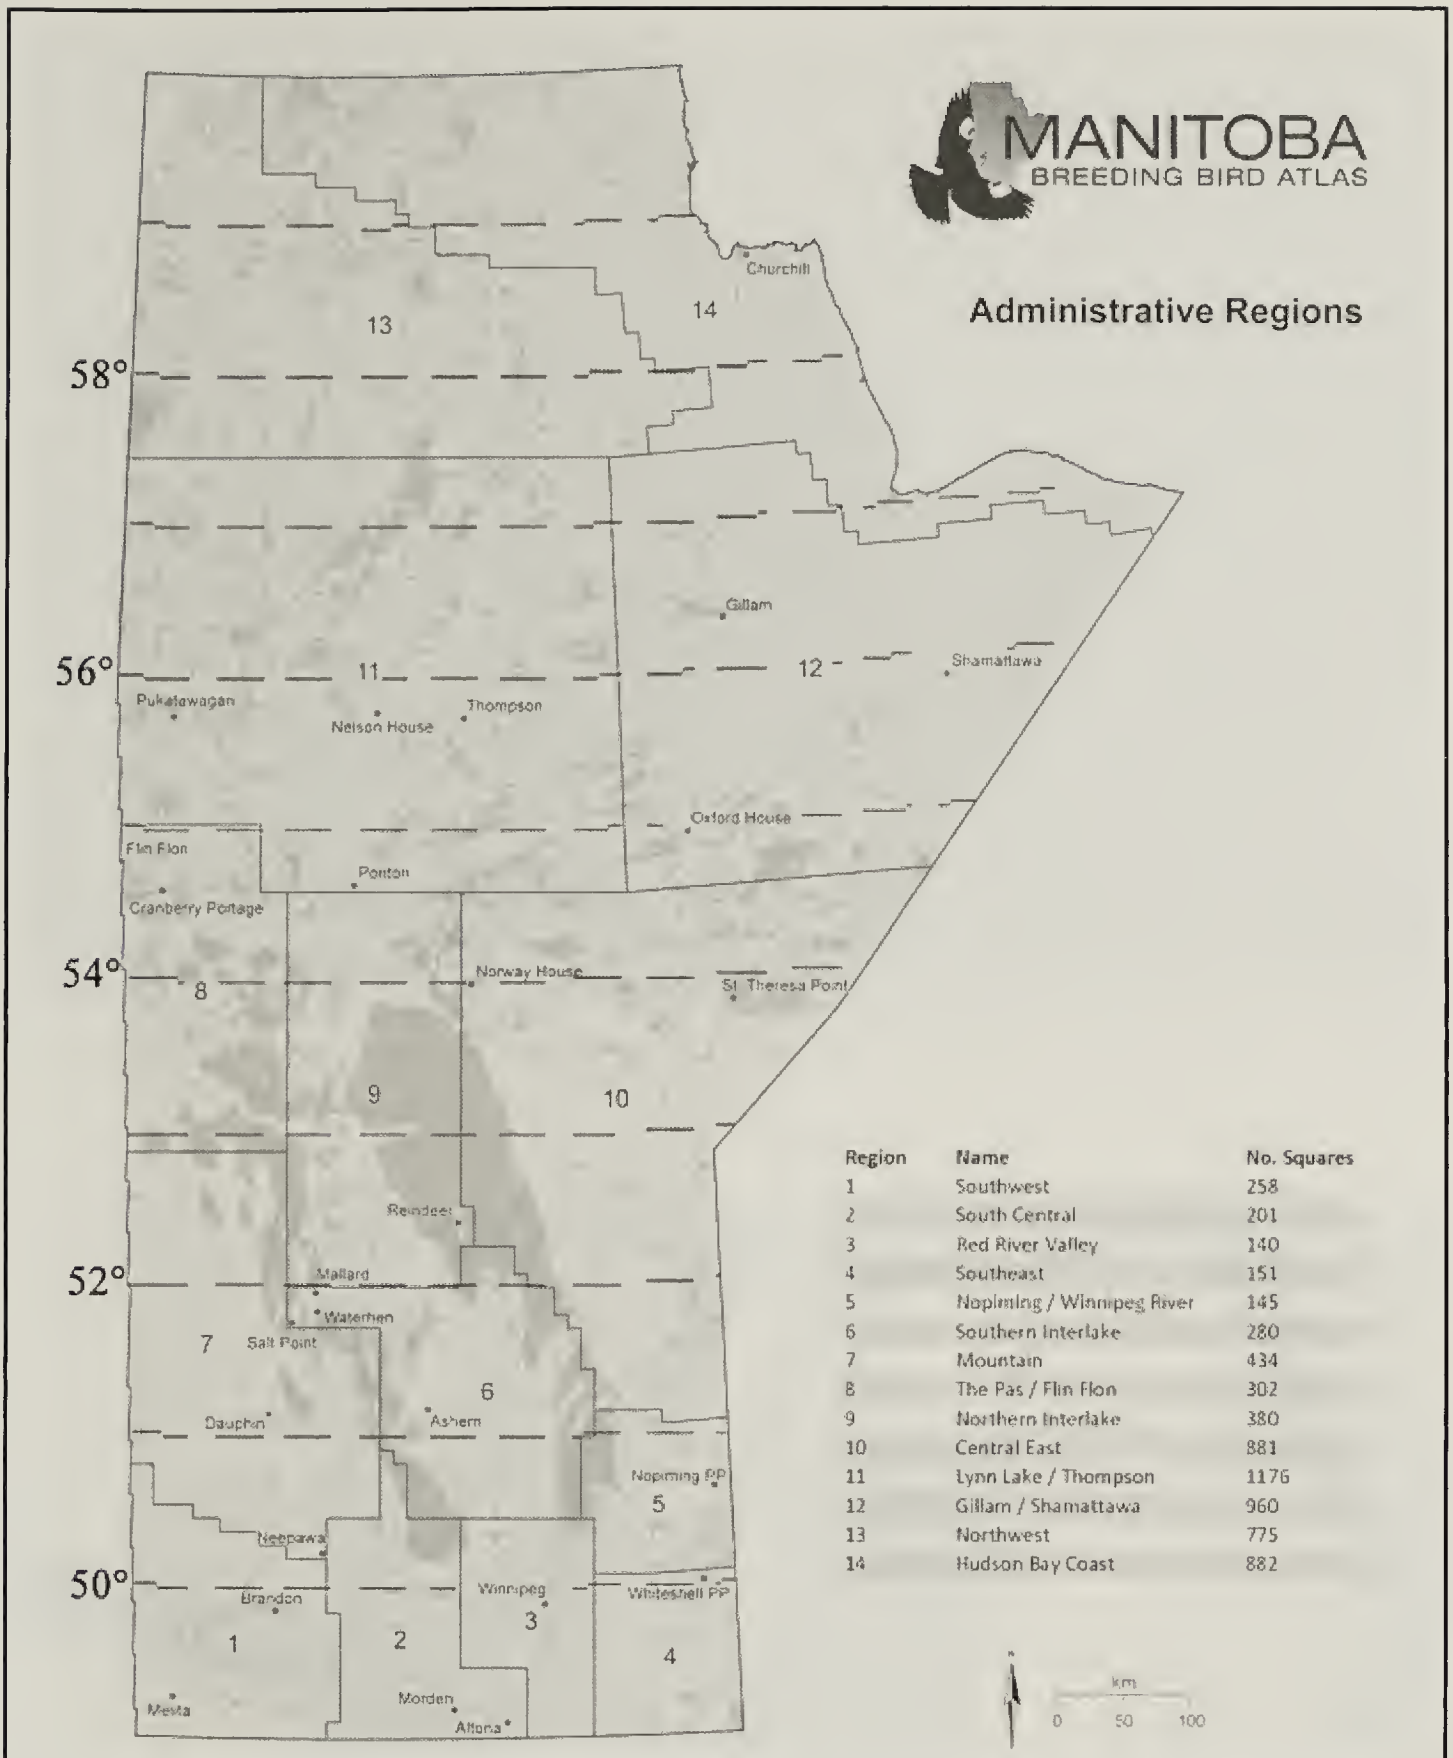 MANITOBA
BREEDING BIRD ATLAS
Administrative Regions
Churchill
14
13
58°
Gillam
56°
11
12
Shamattawa
Pukatawagan
Nelson House
Thompson
Oxford House
Flin Flon
Ponton
Cranberry Portage
54°
8
Norway House
St. Theresa Point
9
10
Reindeer
52°
Mallard
Waterhen
7
Salt Point
6
Dauphin
Ashern
Nopiming PP
5
Neepawa
50°
Brandon
Winnipeg
Whiteshell PP
1
2
3
4
Melita
Morden
Altona
Region Name No. Squares
1 Southwest 258
2 South Central 201
3 Red River Valley 140
4 Southeast 151
5 Nopiming / Winnipeg River 145
6 Southern Interlake 280
7 Mountain 434
8 The Pas / Flin Flon 302
9 Northern Interlake 380
10 Central East 881
11 Lynn Lake / Thompson 1176
12 Gillam / Shamattawa 960
13 Northwest 775
14 Hudson Bay Coast 882
km
0 50 100